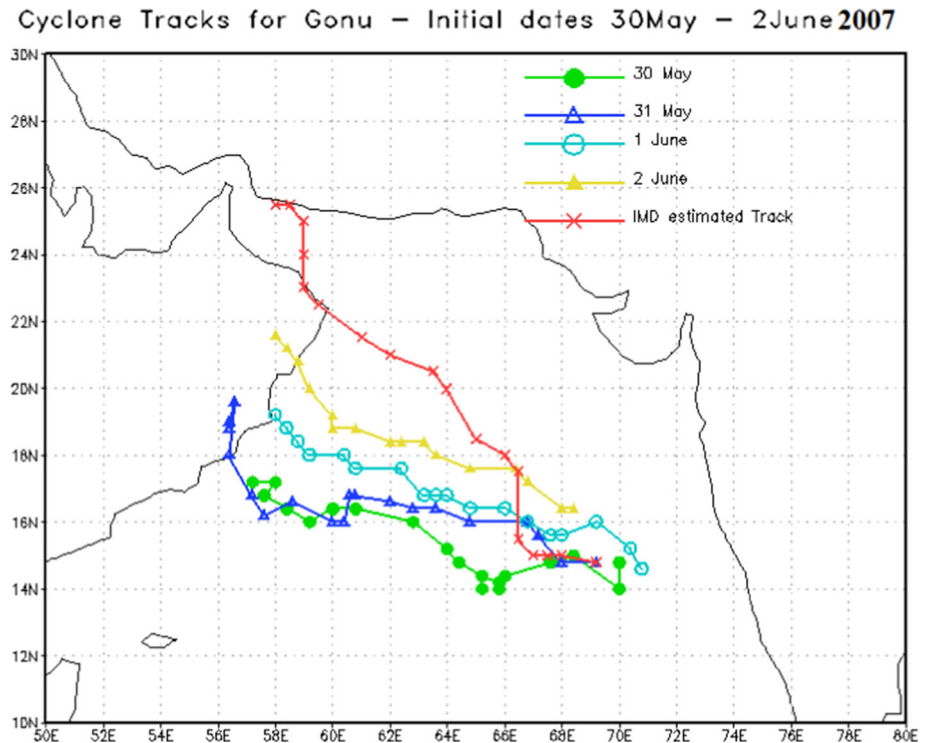 Cyclone Tracks for Gonu – Initial dates 30May – 2June 2007
30N
28N
26N
24N
22N
20N
18N
16N
14N
12N
10N
30 May
31 May
1 June
2 June
IMD estimated Track
50E 52E 54E 56E 58E 60E 62E 64E 66E 68E 70E 72E 74E 76E 78E 80E